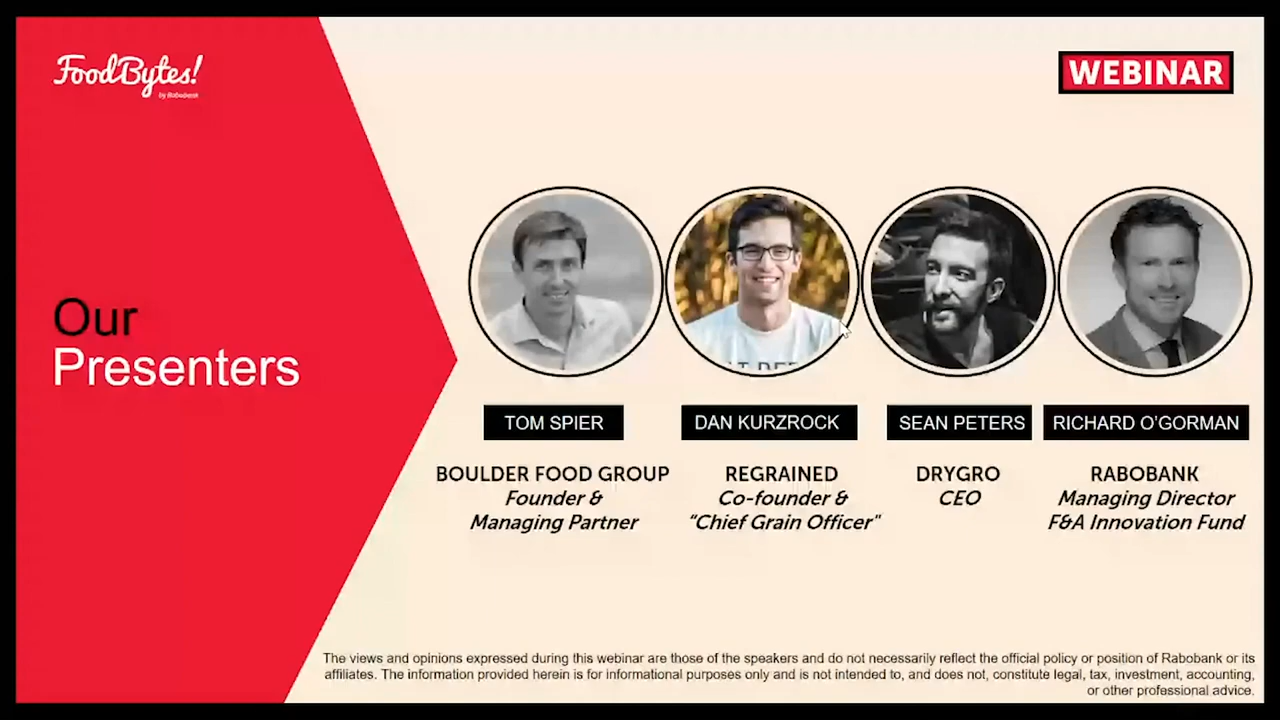 FoodBytes!
by Rabobank
WEBINAR
Our
Presenters
TOM SPIER
BOULDER FOOD GROUP
Founder &
Managing Partner
DAN KURZROCK
REGRAINED
Co-founder &
“Chief Grain Officer"
SEAN PETERS
DRYGRO
CEO
RICHARD O'GORMAN
RABOBANK
Managing Director
F&A Innovation Fund
The views and opinions expressed during this webinar are those of the speakers and do not necessarily reflect the official policy or position of Rabobank or its
affiliates. The information provided herein is for informational purposes only and is not intended to, and does not, constitute legal, tax, investment, accounting,
or other professional advice.